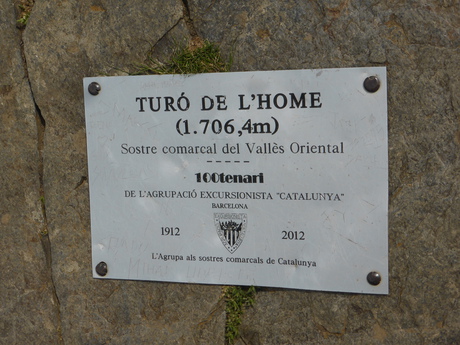 TURÓ DE L'HOME
(1.706,4m)
Sostre comarcal del Vallès Oriental
-----
100tenari
DE L'AGRUPACIÓ EXCURSIONISTA "CATALUNYA"
BARCELONA
1912 2012
L'Agrupa als sostres comarcals de Catalunya